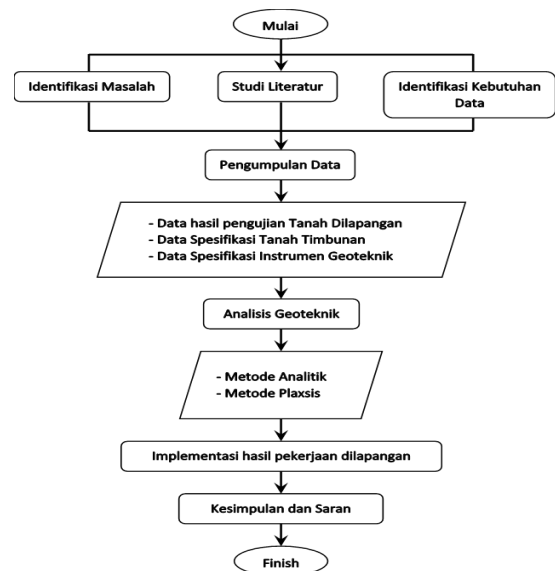 Mulai
Identifikasi Masalah
Studi Literatur
Identifikasi Kebutuhan
Data
Pengumpulan Data
- Data hasil pengujian Tanah Dilapangan
- Data Spesifikasi Tanah Timbunan
- Data Spesifikasi Instrumen Geoteknik
Analisis Geoteknik
- Metode Analitik
- Metode Plaxsis
Implementasi hasil pekerjaan dilapangan
Kesimpulan dan Saran
Finish